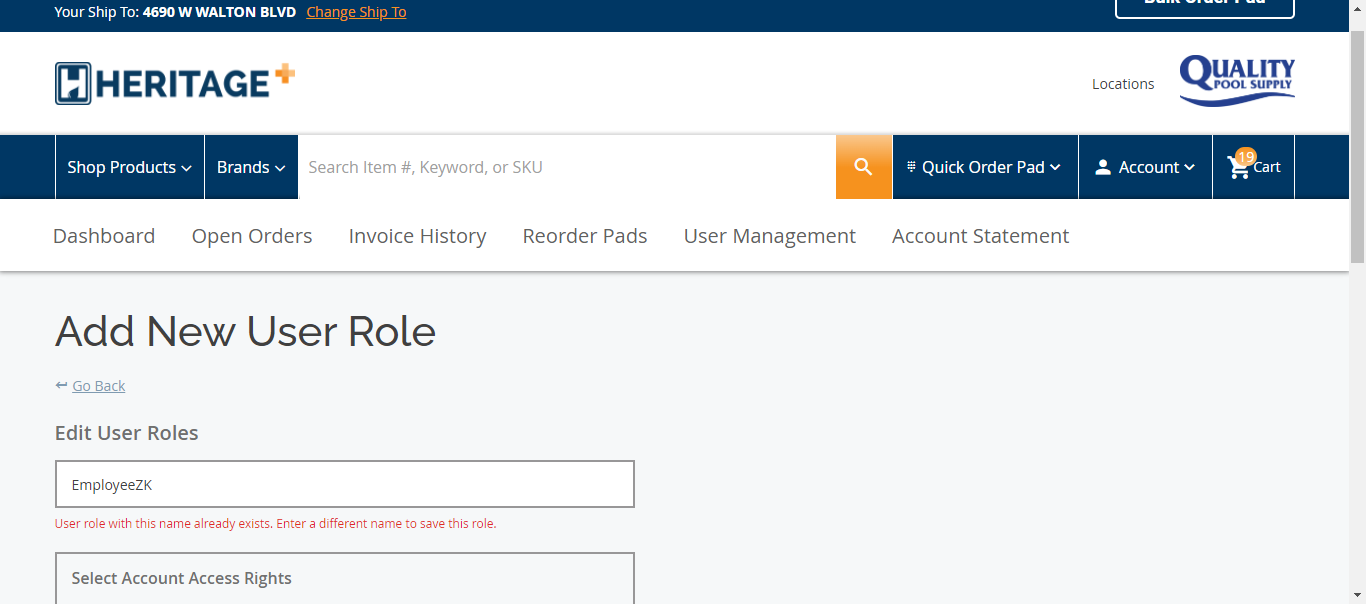 Your Ship To: 4690 W WALTON BLVD Change Ship To
Bulk Order Pad
HERITAGE
Locations
QUALITY
POOL SUPPLY
Shop Products
Brands
Search Item #, Keyword, or SKU
Quick Order Pad
Account
19
Cart
Dashboard
Open Orders
Invoice History
Reorder Pads
User Management
Account Statement
Add New User Role
Go Back
Edit User Roles
EmployeeZK
User role with this name already exists. Enter a different name to save this role.
Select Account Access Rights